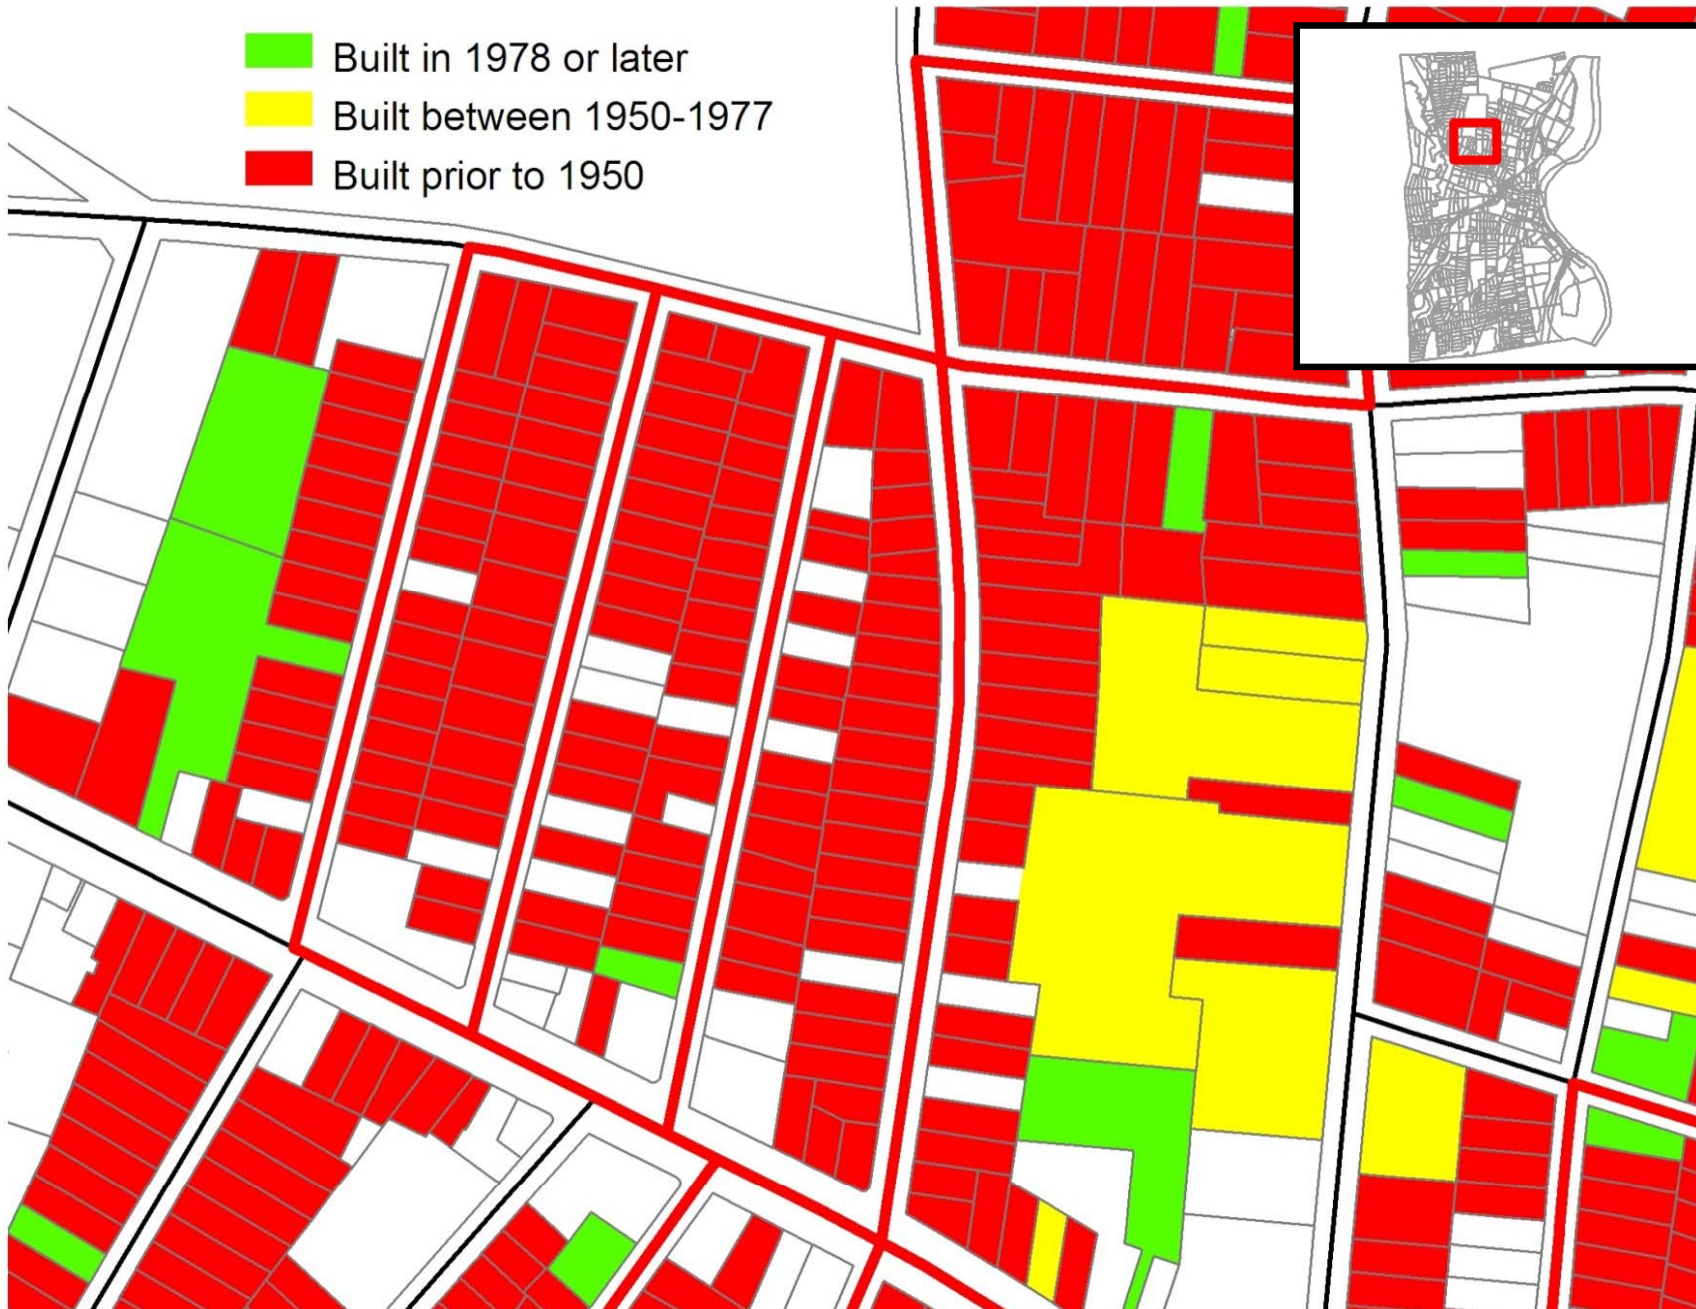 Built in 1978 or later
Built between 1950-1977
Built prior to 1950